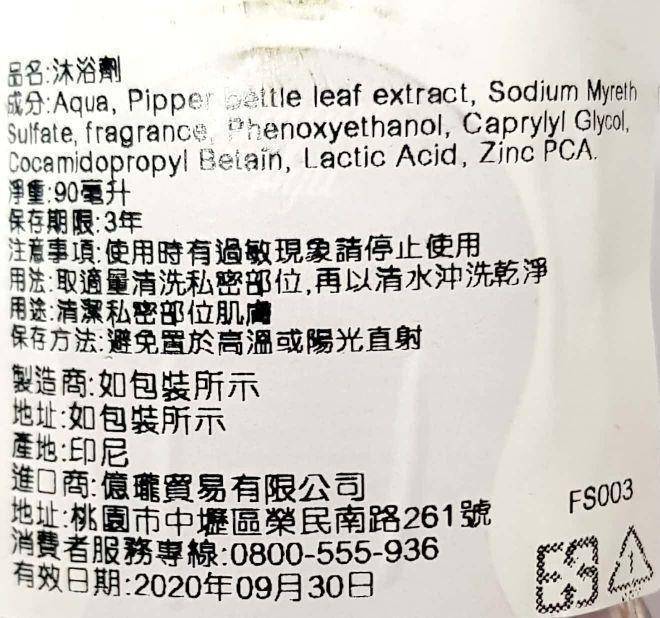 品名:沐浴劑
成分:Aqua, Pipper bettle leaf extract, Sodium Myreth
Sulfate, fragrance, Phenoxyethanol, Caprylyl Glycol,
Cocamidopropyl Betain, Lactic Acid, Zinc PCA.
淨重:90毫升
保存期限:3年
注意事項:使用時有過敏現象請停止使用
用法:取適量清洗私密部位,再以清水沖洗乾淨
用途:清潔私密部位肌膚
保存方法:避免置於高溫或陽光直射
製造商:如包裝所示
地址:如包裝所示
產地:印尼
進口商:億瓏貿易有限公司
地址:桃園市中壢區榮民南路261號
FS003
消費者服務專線:0800-555-936
有效日期:2020年09月30日
1